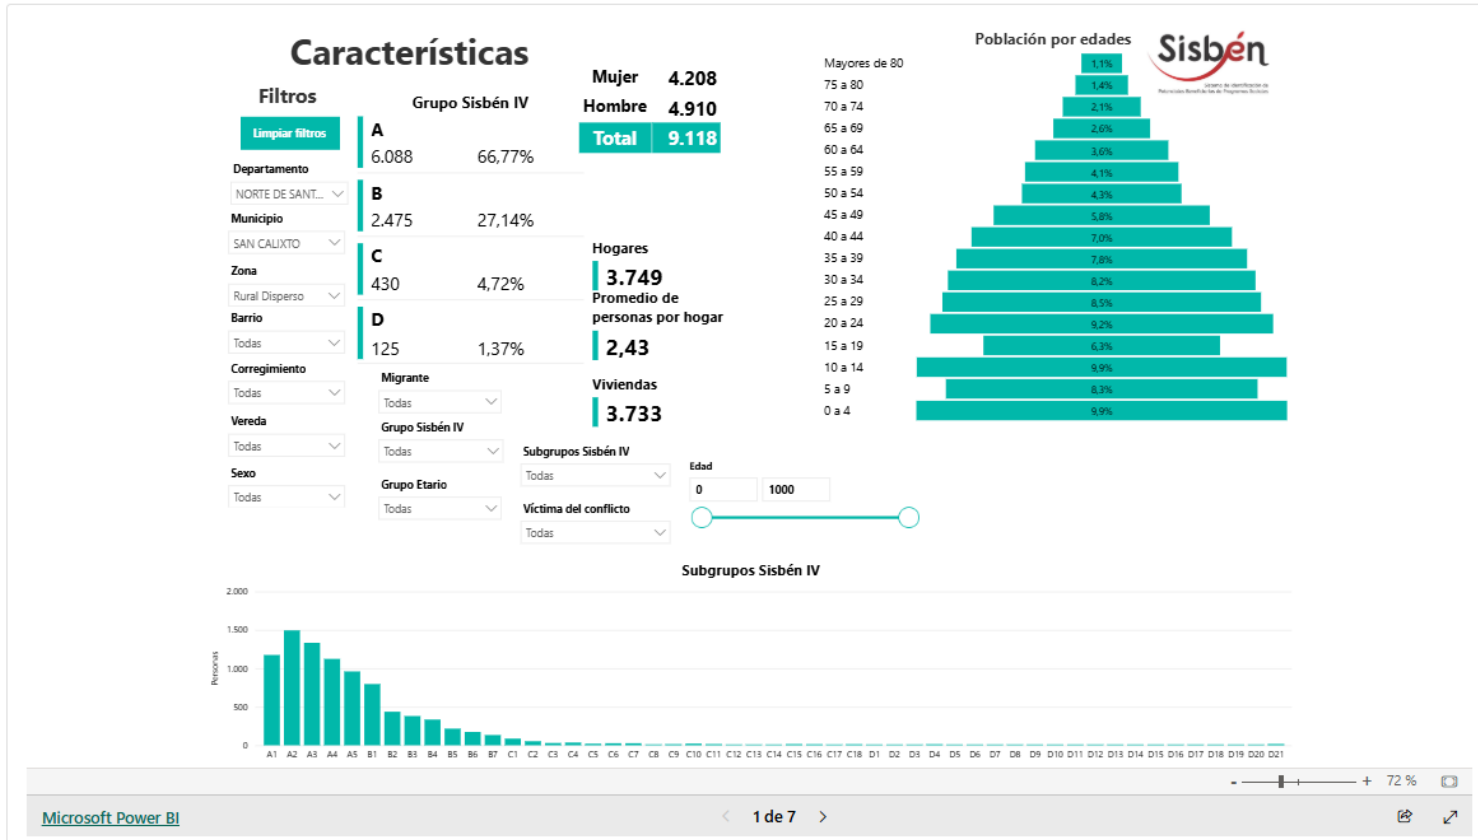 Características
Filtros
Limpiar filtros
Departamento
NORTE DE SANT...
Municipio
SAN CALIXTO
Zona
Rural Disperso
Barrio
Todas
Corregimiento
Todas
Vereda
Todas
Sexo
Todas
Grupo Sisbén IV
A
6.088 66,77%
B
2.475 27,14%
C
430 4,72%
D
125 1,37%
Migrante
Todas
Grupo Sisbén IV
Todas
Grupo Etario
Todas
Mujer 4.208
Hombre 4.910
Total 9.118
Hogares
3.749
Promedio de
personas por hogar
2,43
Viviendas
3.733
Subgrupos Sisbén IV
Todas
Víctima del conflicto
Todas
Edad
0 1000
Población por edades
Sisbén
Sistema de Identificación de
Potenciales Beneficiarios de Programas Sociales
Mayores de 80 1,1%
75 a 80 1,4%
70 a 74 2,1%
65 a 69 2,6%
60 a 64 3,6%
55 a 59 4,1%
50 a 54 4,3%
45 a 49 5,8%
40 a 44 7,0%
35 a 39 7,8%
30 a 34 8,2%
25 a 29 8,5%
20 a 24 9,2%
15 a 19 6,3%
10 a 14 9,9%
5 a 9 8,3%
0 a 4 9,9%
Subgrupos Sisbén IV
Personas
2.000
1.500
1.000
500
0
A1 A2 A3 A4 A5 B1 B2 B3 B4 B5 B6 B7 C1 C2 C3 C4 C5 C6 C7 C8 C9 C10 C11 C12 C13 C14 C15 C16 C17 C18 D1 D2 D3 D4 D5 D6 D7 D8 D9 D10 D11 D12 D13 D14 D15 D16 D17 D18 D19 D20 D21
- + 72 %
Microsoft Power BI
1 de 7